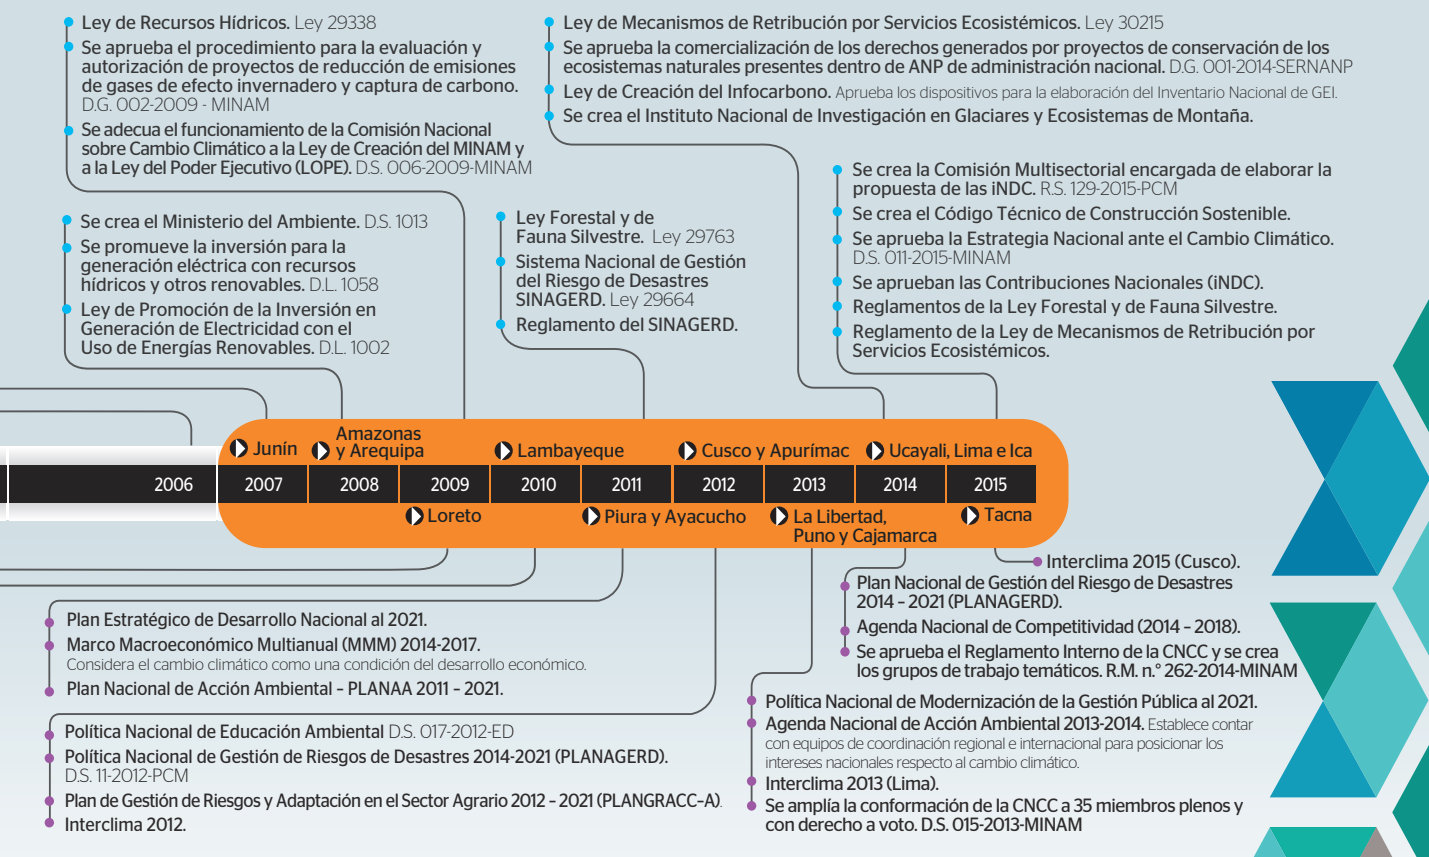 Ley de Recursos Hídricos. Ley 29338
Se aprueba el procedimiento para la evaluación y
autorización de proyectos de reducción de emisiones
de gases de efecto invernadero y captura de carbono.
D.G. 002-2009 - MINAM
Se adecua el funcionamiento de la Comisión Nacional
sobre Cambio Climático a la Ley de Creación del MINAM y
a la Ley del Poder Ejecutivo (LOPE). D.S. 006-2009-MINAM
Ley de Mecanismos de Retribución por Servicios Ecosistémicos. Ley 30215
Se aprueba la comercialización de los derechos generados por proyectos de conservación de los
ecosistemas naturales presentes dentro de ANP de administración nacional. D.G. 001-2014-SERNANP
Ley de Creación del Infocarbono. Aprueba los dispositivos para la elaboración del Inventario Nacional de GEI.
Se crea el Instituto Nacional de Investigación en Glaciares y Ecosistemas de Montaña.
Se crea el Ministerio del Ambiente. D.S. 1013
Se promueve la inversión para la
generación eléctrica con recursos
hídricos y otros renovables. D.L. 1058
Ley de Promoción de la Inversión en
Generación de Electricidad con el
Uso de Energías Renovables. D.L. 1002
Ley Forestal y de
Fauna Silvestre. Ley 29763
Sistema Nacional de Gestión
del Riesgo de Desastres
SINAGERD. Ley 29664
Reglamento del SINAGERD.
Se crea la Comisión Multisectorial encargada de elaborar la
propuesta de las iNDC. R.S. 129-2015-PCM
Se crea el Código Técnico de Construcción Sostenible.
Se aprueba la Estrategia Nacional ante el Cambio Climático.
D.S. 011-2015-MINAM
Se aprueban las Contribuciones Nacionales (iNDC).
Reglamentos de la Ley Forestal y de Fauna Silvestre.
Reglamento de la Ley de Mecanismos de Retribución por
Servicios Ecosistémicos.
Junín
Amazonas
y Arequipa
Lambayeque
Cusco y Apurímac
Ucayali, Lima e Ica
2006 2007 2008 2009 2010 2011 2012 2013 2014 2015
Loreto
Piura y Ayacucho
La Libertad,
Puno y Cajamarca
Tacna
Interclima 2015 (Cusco).
Plan Nacional de Gestión del Riesgo de Desastres
2014 – 2021 (PLANAGERD).
Agenda Nacional de Competitividad (2014 – 2018).
Se aprueba el Reglamento Interno de la CNCC y se crea
los grupos de trabajo temáticos. R.M. n.° 262-2014-MINAM
Plan Estratégico de Desarrollo Nacional al 2021.
Marco Macroeconómico Multianual (MMM) 2014-2017.
Considera el cambio climático como una condición del desarrollo económico.
Plan Nacional de Acción Ambiental – PLANAA 2011 – 2021.
Política Nacional de Educación Ambiental D.S. 017-2012-ED
Política Nacional de Gestión de Riesgos de Desastres 2014-2021 (PLANAGERD).
D.S. 11-2012-PCM
Plan de Gestión de Riesgos y Adaptación en el Sector Agrario 2012 – 2021 (PLANGRACC-A).
Interclima 2012.
Política Nacional de Modernización de la Gestión Pública al 2021.
Agenda Nacional de Acción Ambiental 2013-2014. Establece contar
con equipos de coordinación regional e internacional para posicionar los
intereses nacionales respecto al cambio climático.
Interclima 2013 (Lima).
Se amplía la conformación de la CNCC a 35 miembros plenos y
con derecho a voto. D.S. 015-2013-MINAM